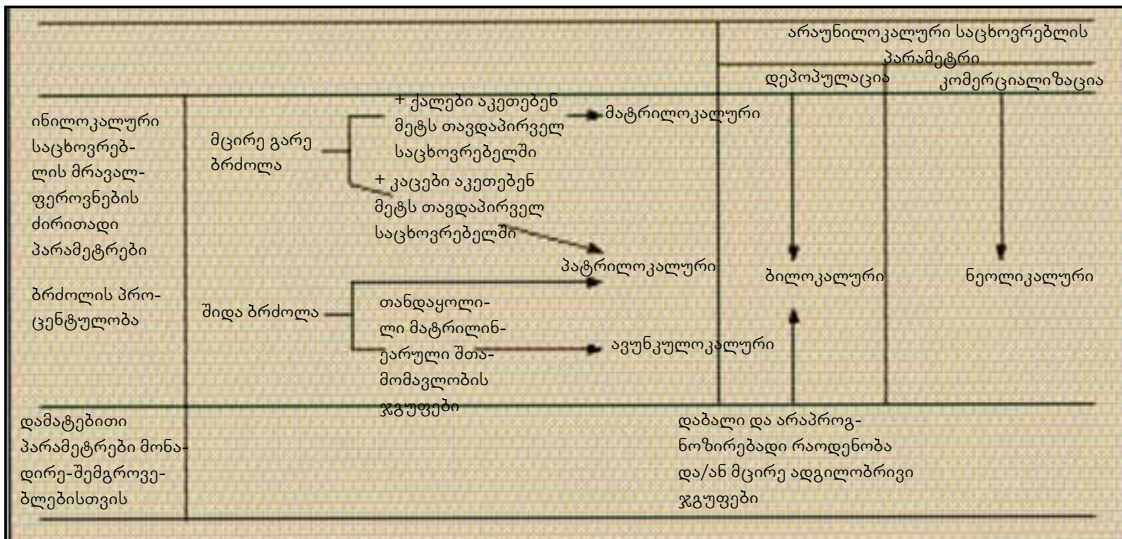 არაუნილოკალური საცხოვრებლის
პარამეტრი
დეპოპულაცია
კომერციალიზაცია
ინილოკალური
საცხოვრებ-
ლის მრავალ-
ფეროვნების
ძირითადი
პარამეტრები
ბრძოლის პრო-
ცენტულობა
მცირე გარე
ბრძოლა
+ ქალები აკეთებენ
მეტს თავდაპირველ
საცხოვრებელში
მატრილოკალური
+ კაცები აკეთებენ
მეტს თავდაპირველ
საცხოვრებელში
პატრილოკალური
ბილოკალური
ნეოლიკალური
შიდა ბრძოლა
თანდაყოლი-
ლი მატრილინ-
ეარული შთა-
მომავლობის
ჯგუფები
ავუნკულოკალური
დამატებითი
პარამეტრები მონა-
დირე-შემგროვე-
ბლებისთვის
დაბალი და არაპროგ-
ნოზირებადი რაოდენობა
და/ან მცირე ადგილობრივი
ჯგუფები